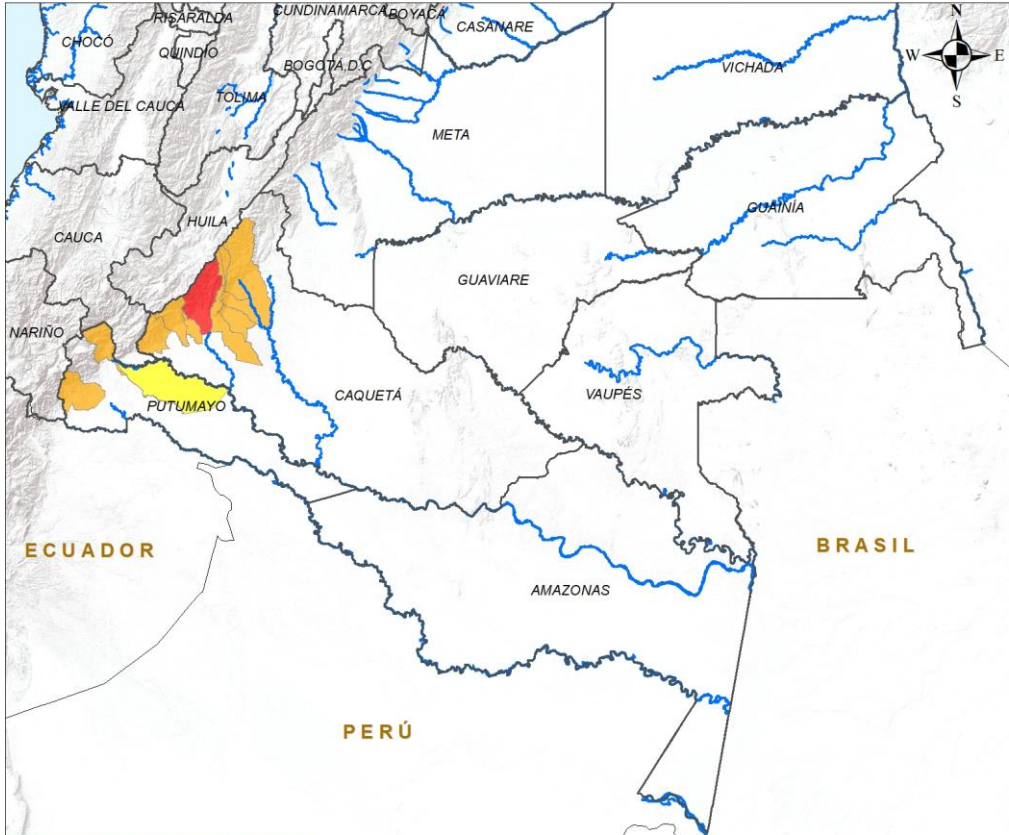 RISARALDA
CUNDINAMARCA
BOYACÁ
CASANARE
CHOCÓ
QUINDÍO
BOGOTÁ D.C
VICHADA
N
W
E
S
VALLE DEL CAUCA
TOLIMA
META
HUILA
GUAINÍA
CAUCA
GUAVIARE
NARIÑO
CAQUETÁ
VAUPÉS
PUTUMAYO
ECUADOR
BRASIL
AMAZONAS
PERÚ